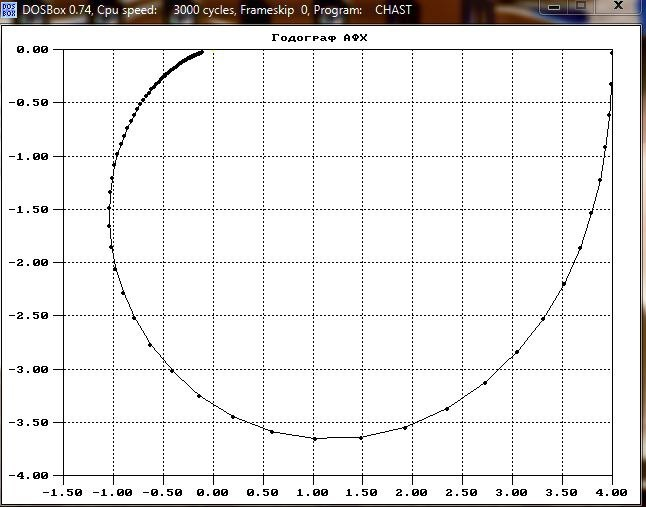 DOS
BOX
DOSBox 0.74, Cpu speed: 3000 cycles, Frameskip 0, Program: CHAST
Годограф АФХ
0.00
-0.50
-1.00
-1.50
-2.00
-2.50
-3.00
-3.50
-4.00
-1.50 -1.00 -0.50 0.00 0.50 1.00 1.50 2.00 2.50 3.00 3.50 4.00